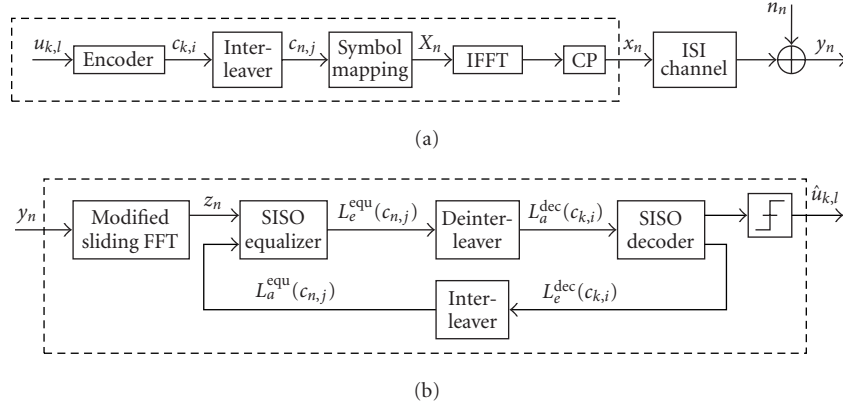 u_{k,l} Encoder c_{k,i} Inter-
leaver c_{n,j} Symbol
mapping X_n IFFT CP x_n ISI
channel n_n y_n
(a)
y_n Modified
sliding FFT z_n SISO
equalizer L_e^{equ}(c_{n,j}) Deinter-
leaver L_a^{dec}(c_{k,i}) SISO
decoder û_{k,l}
L_a^{equ}(c_{n,j}) Inter-
leaver L_e^{dec}(c_{k,i})
(b)